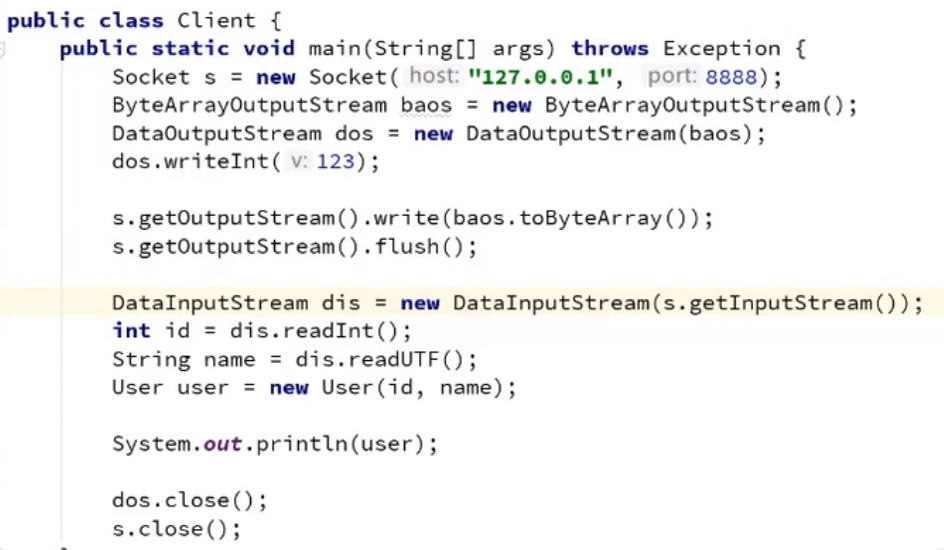 public class Client {
public static void main(String[] args) throws Exception {
Socket s = new Socket( host: "127.0.0.1", port: 8888);
ByteArrayOutputStream baos = new ByteArrayOutputStream();
DataOutputStream dos = new DataOutputStream(baos);
dos.writeInt( v: 123);
s.getOutputStream().write(baos.toByteArray());
s.getOutputStream().flush();
DataInputStream dis = new DataInputStream(s.getInputStream());
int id = dis.readInt();
String name = dis.readUTF();
User user = new User(id, name);
System.out.println(user);
dos.close();
s.close();